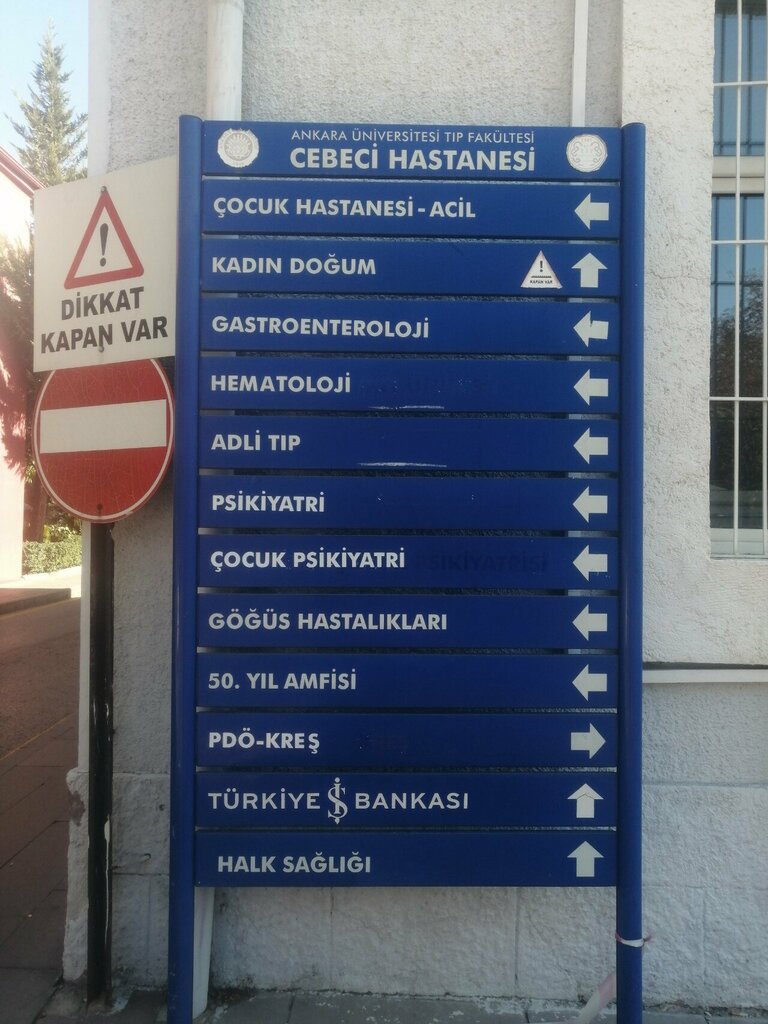 ANKARA ÜNİVERSİTESİ TIP FAKÜLTESİ
CEBECİ HASTANESİ
ÇOCUK HASTANESİ - ACİL
KADIN DOĞUM
KAPAN VAR
GASTROENTEROLOJİ
HEMATOLOJİ
ADLİ TIP
PSİKİYATRİ
ÇOCUK PSİKİYATRİ
GÖĞÜS HASTALIKLARI
50. YIL AMFİSİ
PDÖ-KREŞ
TÜRKİYE İŞ BANKASI
HALK SAĞLIĞI
!
DİKKAT
KAPAN VAR